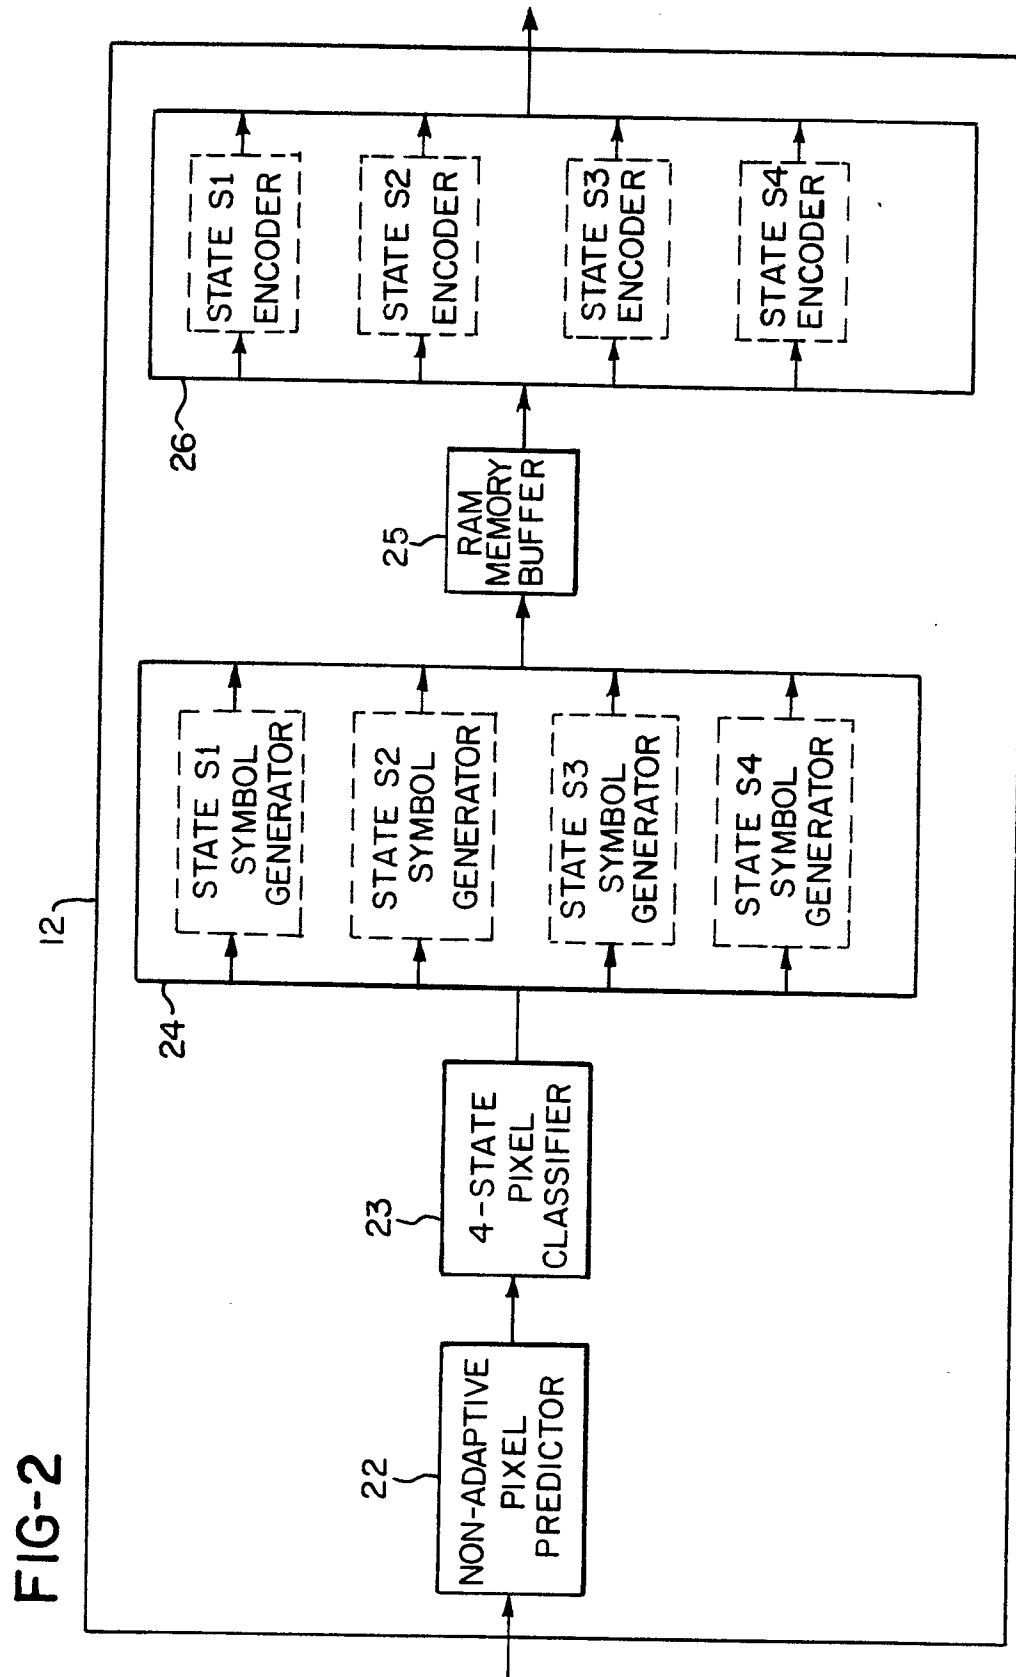 FIG-2
12
22
NON-ADAPTIVE
PIXEL
PREDICTOR
23
4-STATE
PIXEL
CLASSIFIER
24
STATE S1
SYMBOL
GENERATOR
STATE S2
SYMBOL
GENERATOR
STATE S3
SYMBOL
GENERATOR
STATE S4
SYMBOL
GENERATOR
25
RAM
MEMORY
BUFFER
26
STATE S1
ENCODER
STATE S2
ENCODER
STATE S3
ENCODER
STATE S4
ENCODER